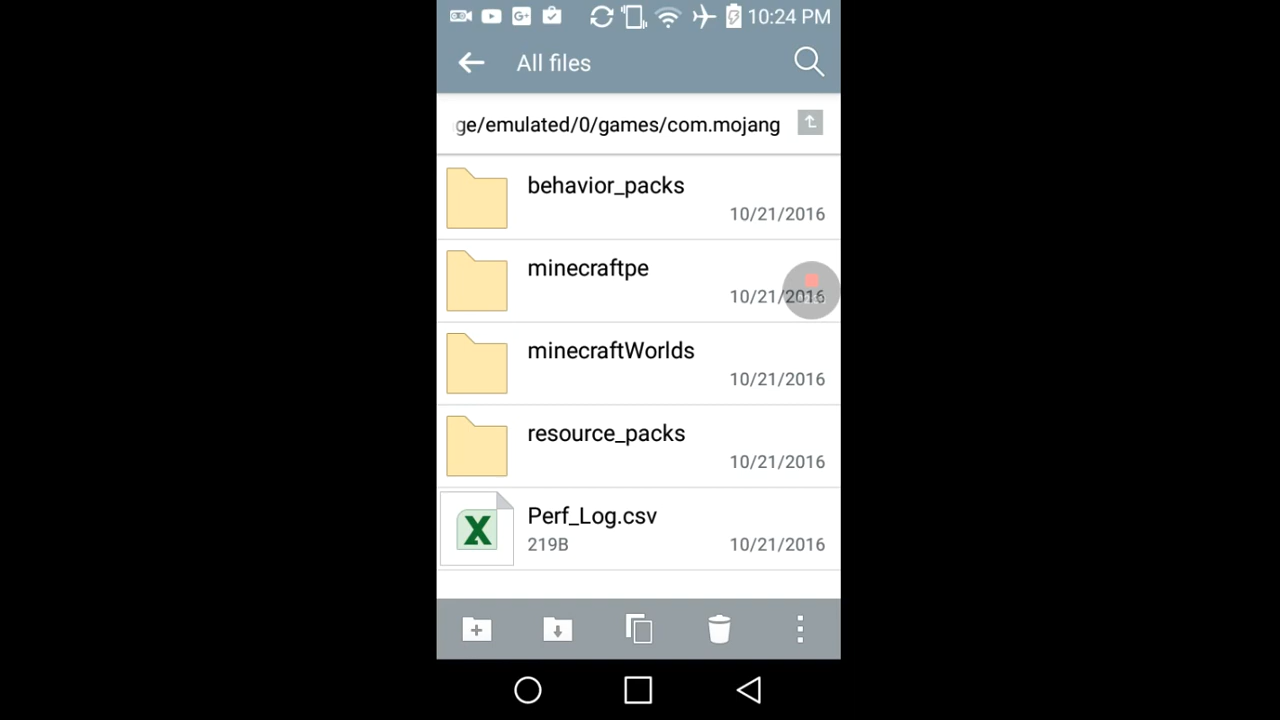 10:24 PM
All files
ge/emulated/0/games/com.mojang
behavior_packs
10/21/2016
minecraftpe
10/21/2016
minecraftWorlds
10/21/2016
resource_packs
10/21/2016
Perf_Log.csv
219B 10/21/2016